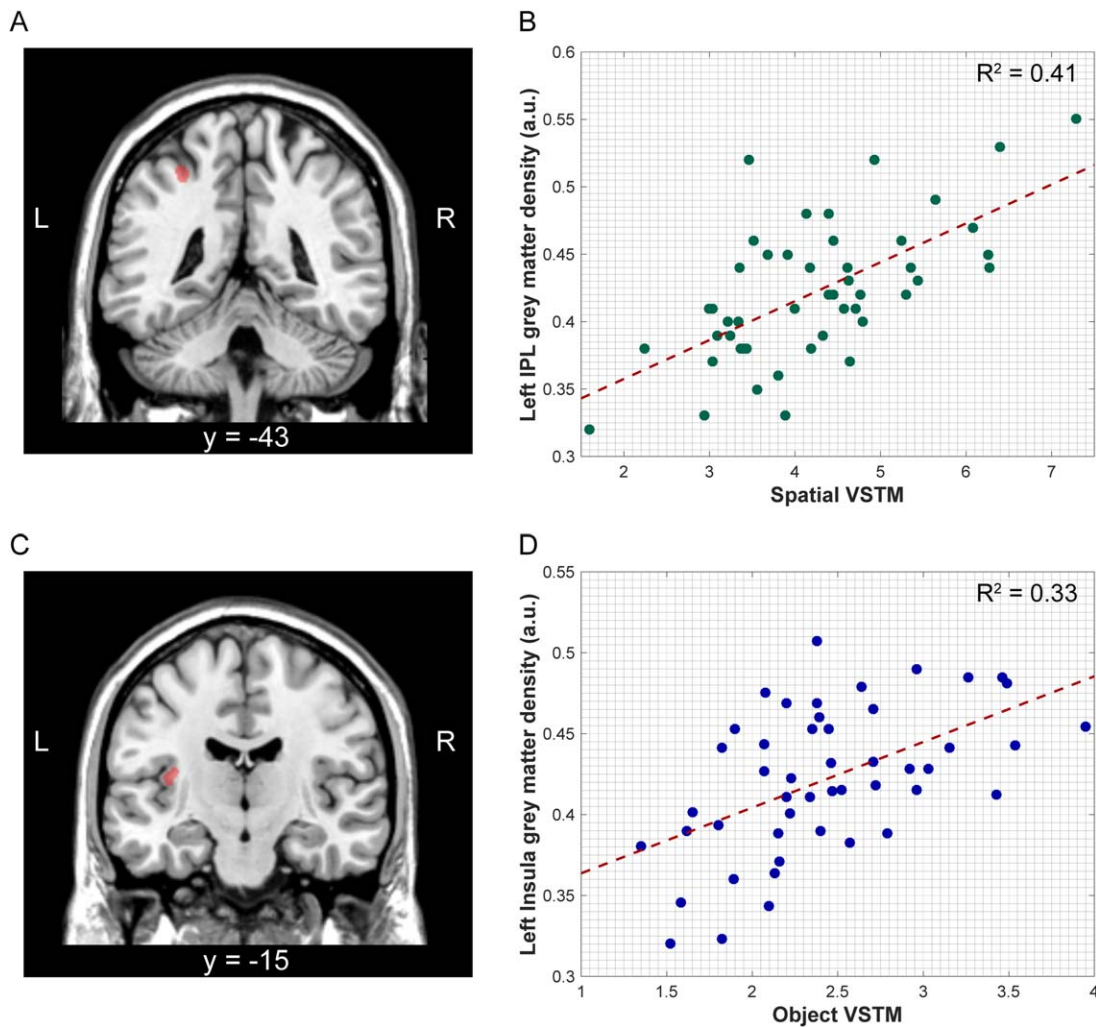 A
L
R
y = -43
B
R² = 0.41
Left IPL grey matter density (a.u.)
0.6
0.55
0.5
0.45
0.4
0.35
0.3
2 3 4 5 6 7
Spatial VSTM
C
L
R
y = -15
D
R² = 0.33
Left Insula grey matter density (a.u.)
0.55
0.5
0.45
0.4
0.35
0.3
1 1.5 2 2.5 3 3.5 4
Object VSTM